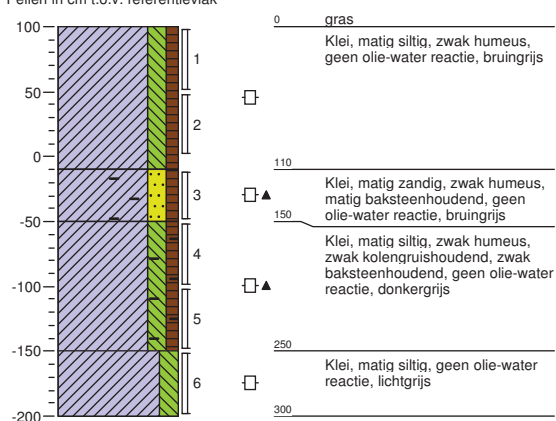 Peilen in cm t.o.v. referentievlak
100
50
0
-50
-100
-150
-200
1
2
3
4
5
6
0 gras
Klei, matig siltig, zwak humeus,
geen olie-water reactie, bruingrijs
110
Klei, matig zandig, zwak humeus,
matig baksteenhoudend, geen
olie-water reactie, bruingrijs
150
Klei, matig siltig, zwak humeus,
zwak kolengruishoudend, zwak
baksteenhoudend, geen olie-water
reactie, donkergrijs
250
Klei, matig siltig, geen olie-water
reactie, lichtgrijs
300